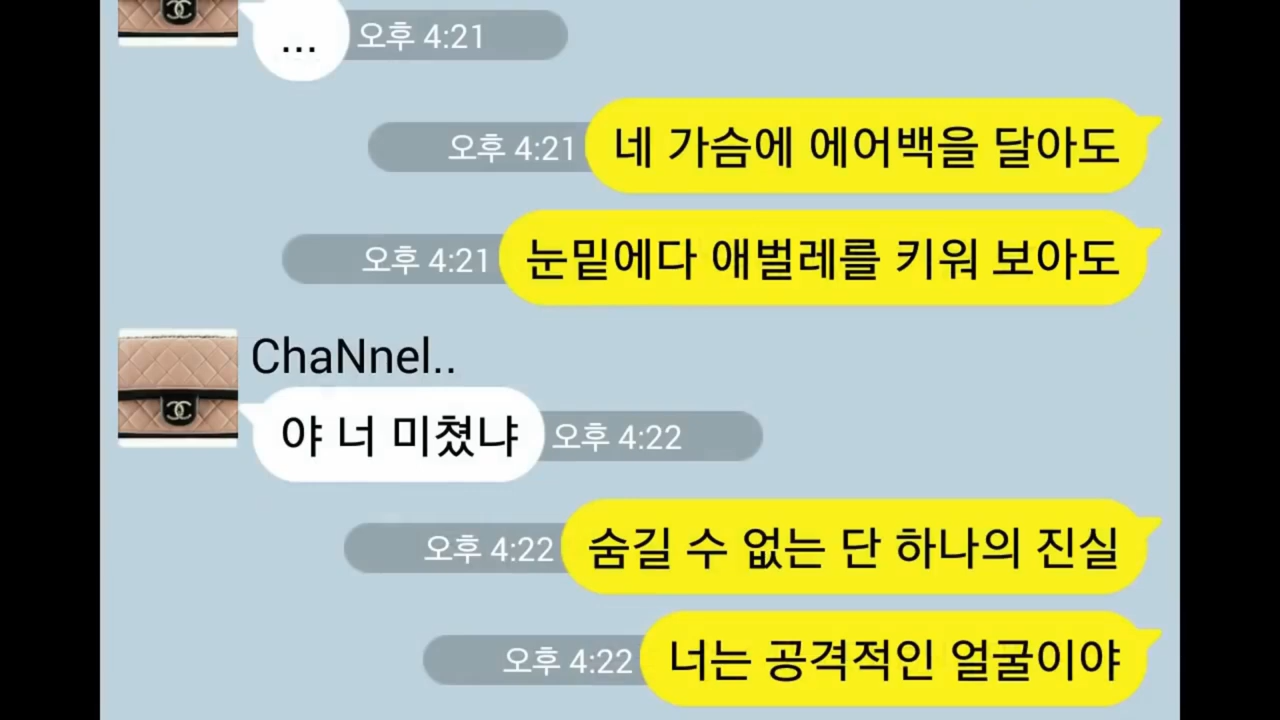 ... 오후 4:21
오후 4:21 네 가슴에 에어백을 달아도
오후 4:21 눈밑에다 애벌레를 키워 보아도
ChaNnel..
야 너 미쳤냐 오후 4:22
오후 4:22 숨길 수 없는 단 하나의 진실
오후 4:22 너는 공격적인 얼굴이야